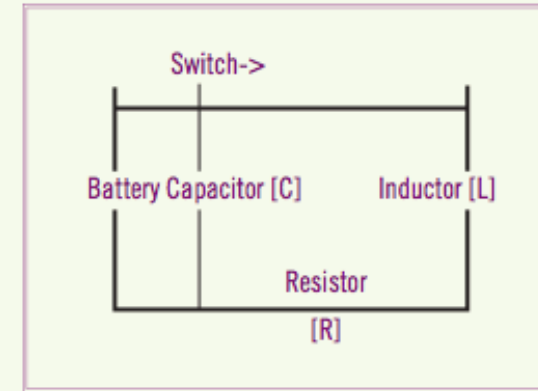 Switch->
Battery Capacitor [C] Inductor [L]
Resistor
[R]